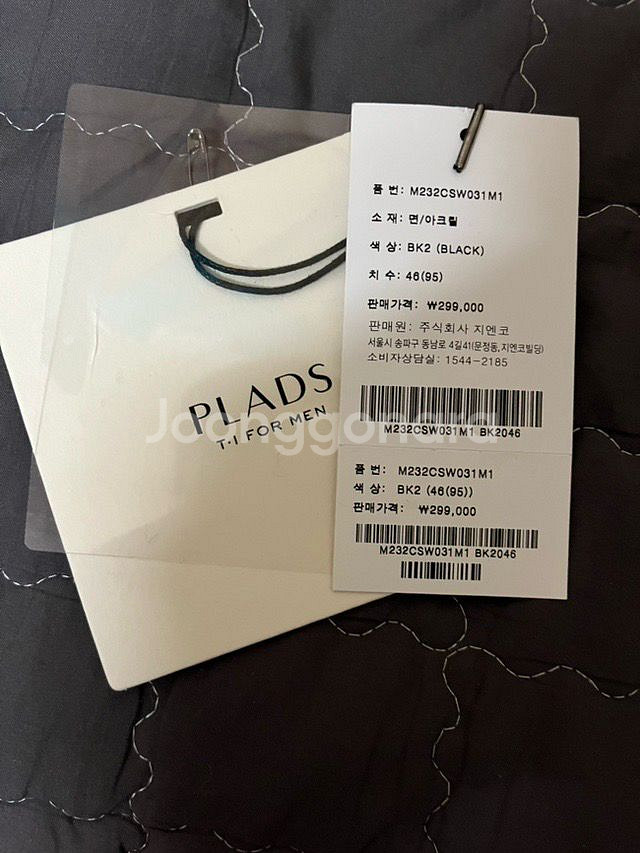 PLADS
T·I FOR MEN
품 번: M232CSW031M1
소 재: 면/아크릴
색 상: BK2 (BLACK)
치 수: 46(95)
판매가격: ₩299,000
판매원: 주식회사 지엔코
서울시 송파구 동남로 4길41(문정동,지엔코빌딩)
소비자상담실: 1544-2185
M232CSW031M1 BK2046
품 번: M232CSW031M1
색 상: BK2 (46(95))
판매가격: ₩299,000
M232CSW031M1 BK2046
Joonggonara